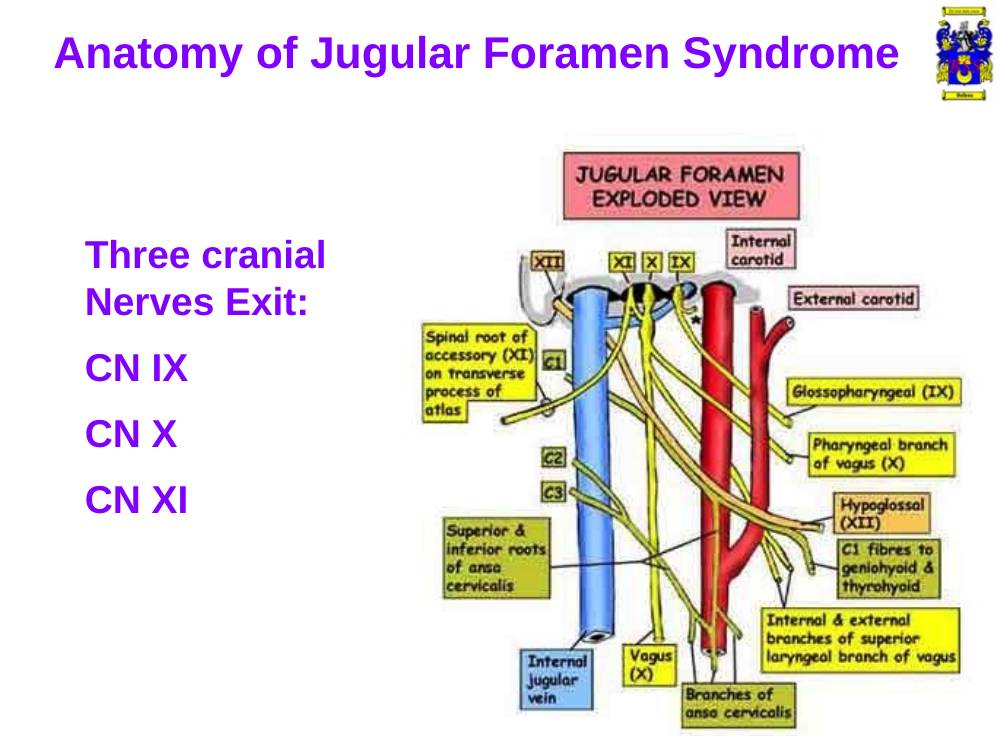 Anatomy of Jugular Foramen Syndrome
Three cranial
Nerves Exit:
CN IX
CN X
CN XI
JUGULAR FORAMEN
EXPLODED VIEW
Internal
carotid
XII
XI
X
IX
External carotid
*
Spinal root of
accessory (XI)
on transverse
process of
atlas
C1
Glossopharyngeal (IX)
Pharyngeal branch
of vagus (X)
C2
C3
Hypoglossal
(XII)
Superior &
inferior roots
of ansa
cervicalis
C1 fibres to
geniohyoid &
thyrohyoid
Internal & external
branches of superior
laryngeal branch of vagus
Internal
jugular
vein
Vagus
(X)
Branches of
ansa cervicalis